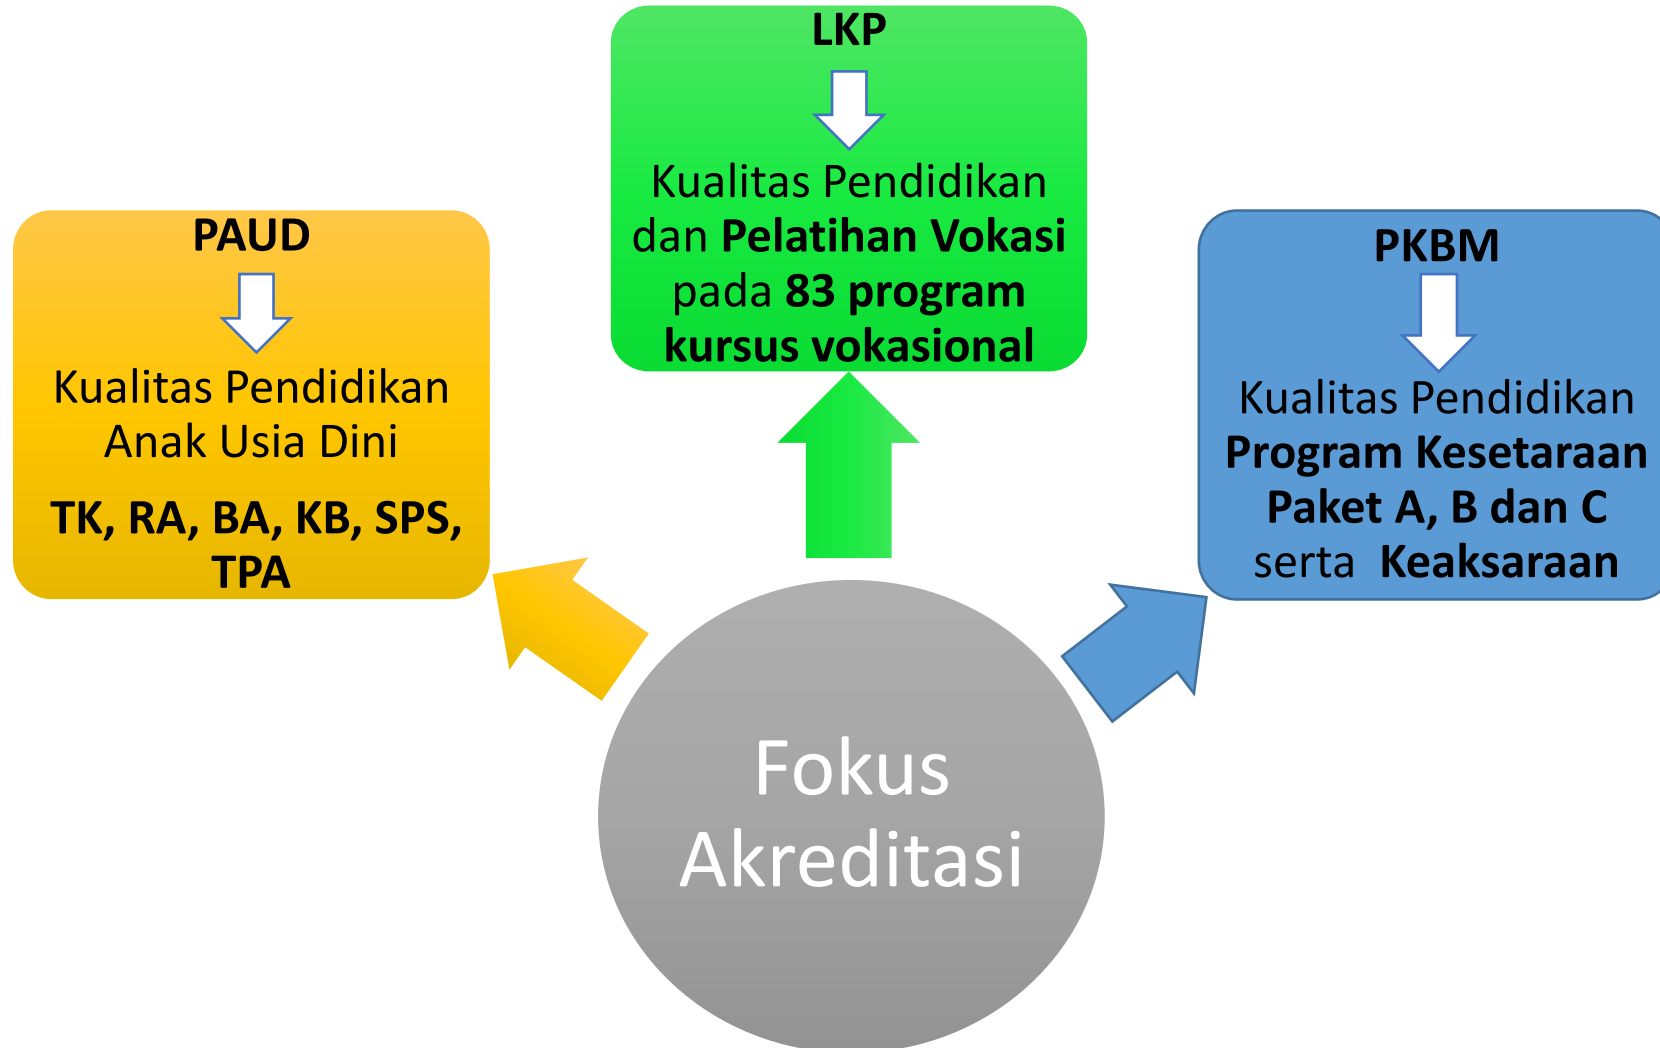 LKP
Kualitas Pendidikan
dan Pelatihan Vokasi
pada 83 program
kursus vokasional
PAUD
Kualitas Pendidikan
Anak Usia Dini
TK, RA, BA, KB, SPS,
TPA
PKBM
Kualitas Pendidikan
Program Kesetaraan
Paket A, B dan C
serta Keaksaraan
Fokus
Akreditasi